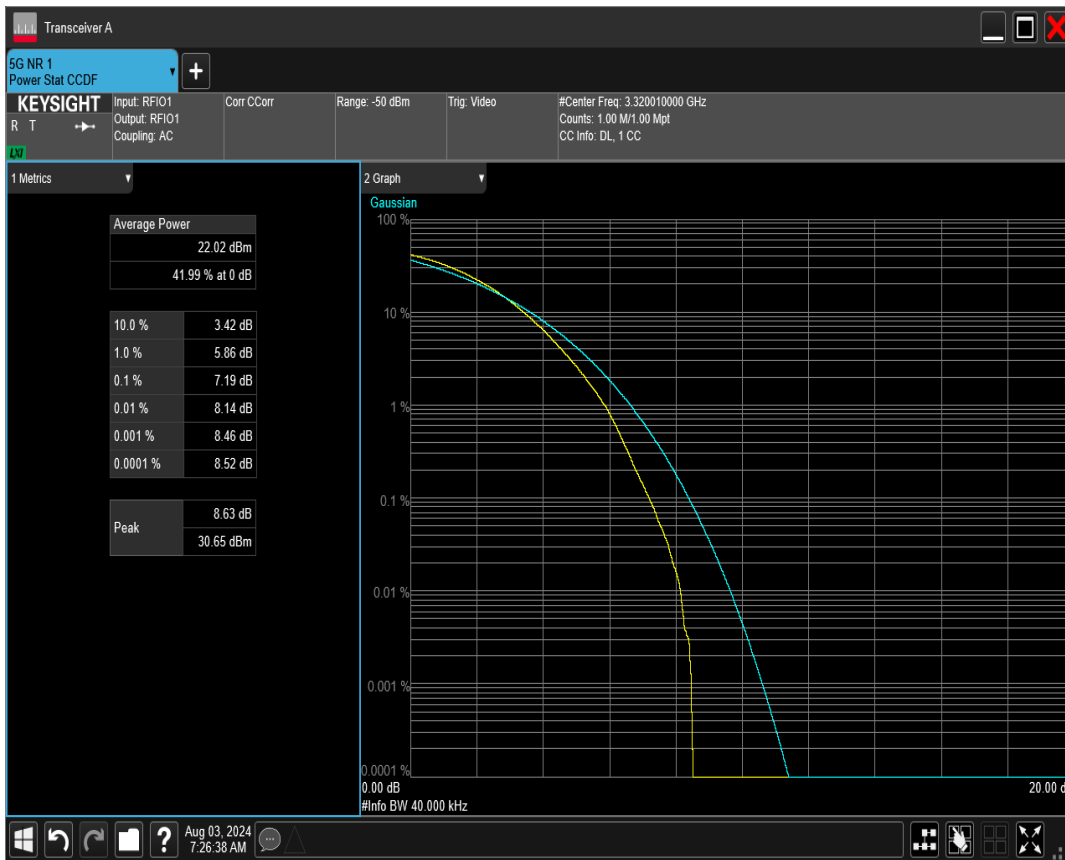 Transceiver A
5G NR 1
Power Stat CCDF
KEYSIGHT
R T
LXI
Input: RFIO1
Output: RFIO1
Coupling: AC
Corr CCorr
Range: -50 dBm
Trig: Video
#Center Freq: 3.320010000 GHz
Counts: 1.00 M/1.00 Mpt
CC Info: DL, 1 CC
1 Metrics
Average Power
22.02 dBm
41.99 % at 0 dB
10.0 % 3.42 dB
1.0 % 5.86 dB
0.1 % 7.19 dB
0.01 % 8.14 dB
0.001 % 8.46 dB
0.0001 % 8.52 dB
Peak
8.63 dB
30.65 dBm
2 Graph
Gaussian
100 %
10 %
1 %
0.1 %
0.01 %
0.001 %
0.0001 %
0.00 dB
20.00 d
#Info BW 40.000 kHz
Aug 03, 2024
7:26:38 AM